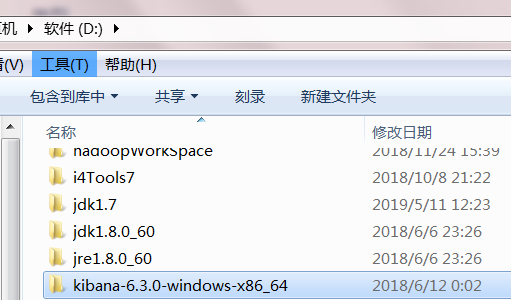 机 ▸ 软件 (D:) ▸
看(V) 工具(T) 帮助(H)
包含到库中 共享 刻录 新建文件夹
名称 修改日期
hadoopWorkSpace 2018/11/24 15:39
i4Tools7 2018/10/8 21:22
jdk1.7 2019/5/11 12:23
jdk1.8.0_60 2018/6/6 23:26
jre1.8.0_60 2018/6/6 23:26
kibana-6.3.0-windows-x86_64 2018/6/12 0:02